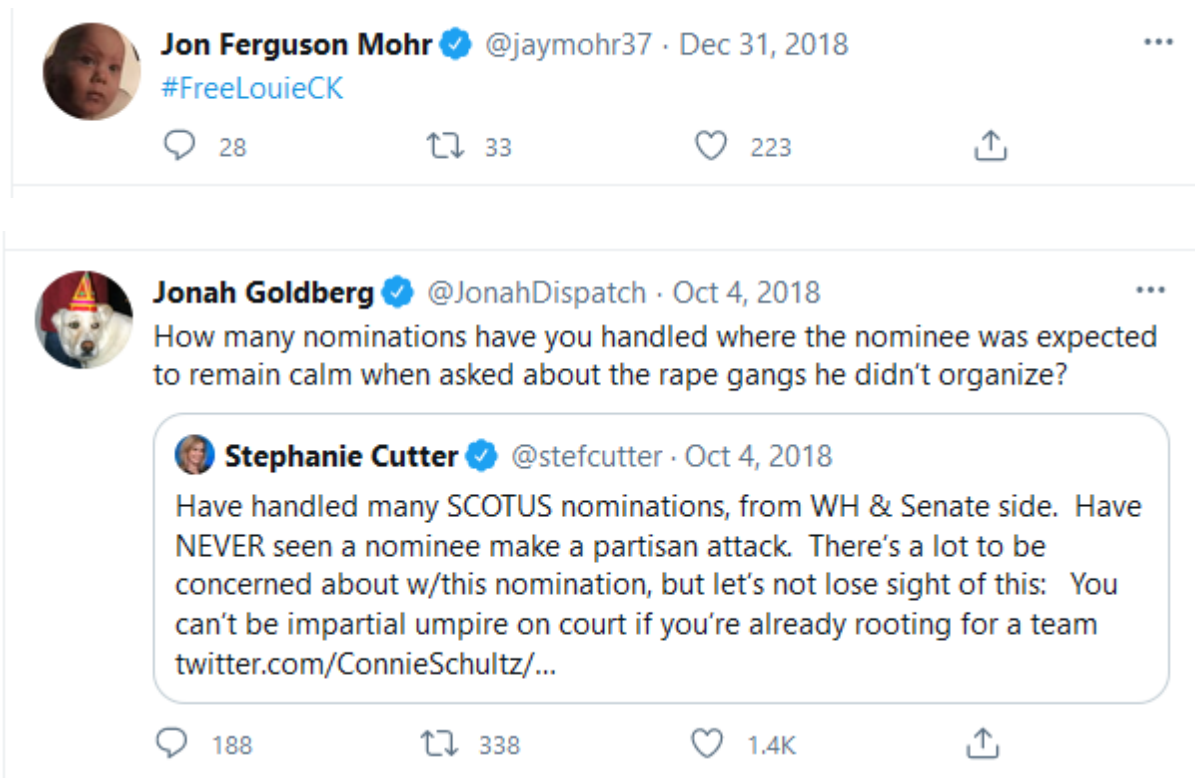 Jon Ferguson Mohr @jaymohr37 · Dec 31, 2018
#FreeLouieCK
28 33 223
Jonah Goldberg @JonahDispatch · Oct 4, 2018
How many nominations have you handled where the nominee was expected
to remain calm when asked about the rape gangs he didn’t organize?
Stephanie Cutter @stefcutter · Oct 4, 2018
Have handled many SCOTUS nominations, from WH & Senate side.  Have
NEVER seen a nominee make a partisan attack.  There’s a lot to be
concerned about w/this nomination, but let’s not lose sight of this:   You
can’t be impartial umpire on court if you’re already rooting for a team
twitter.com/ConnieSchultz/...
188 338 1.4K